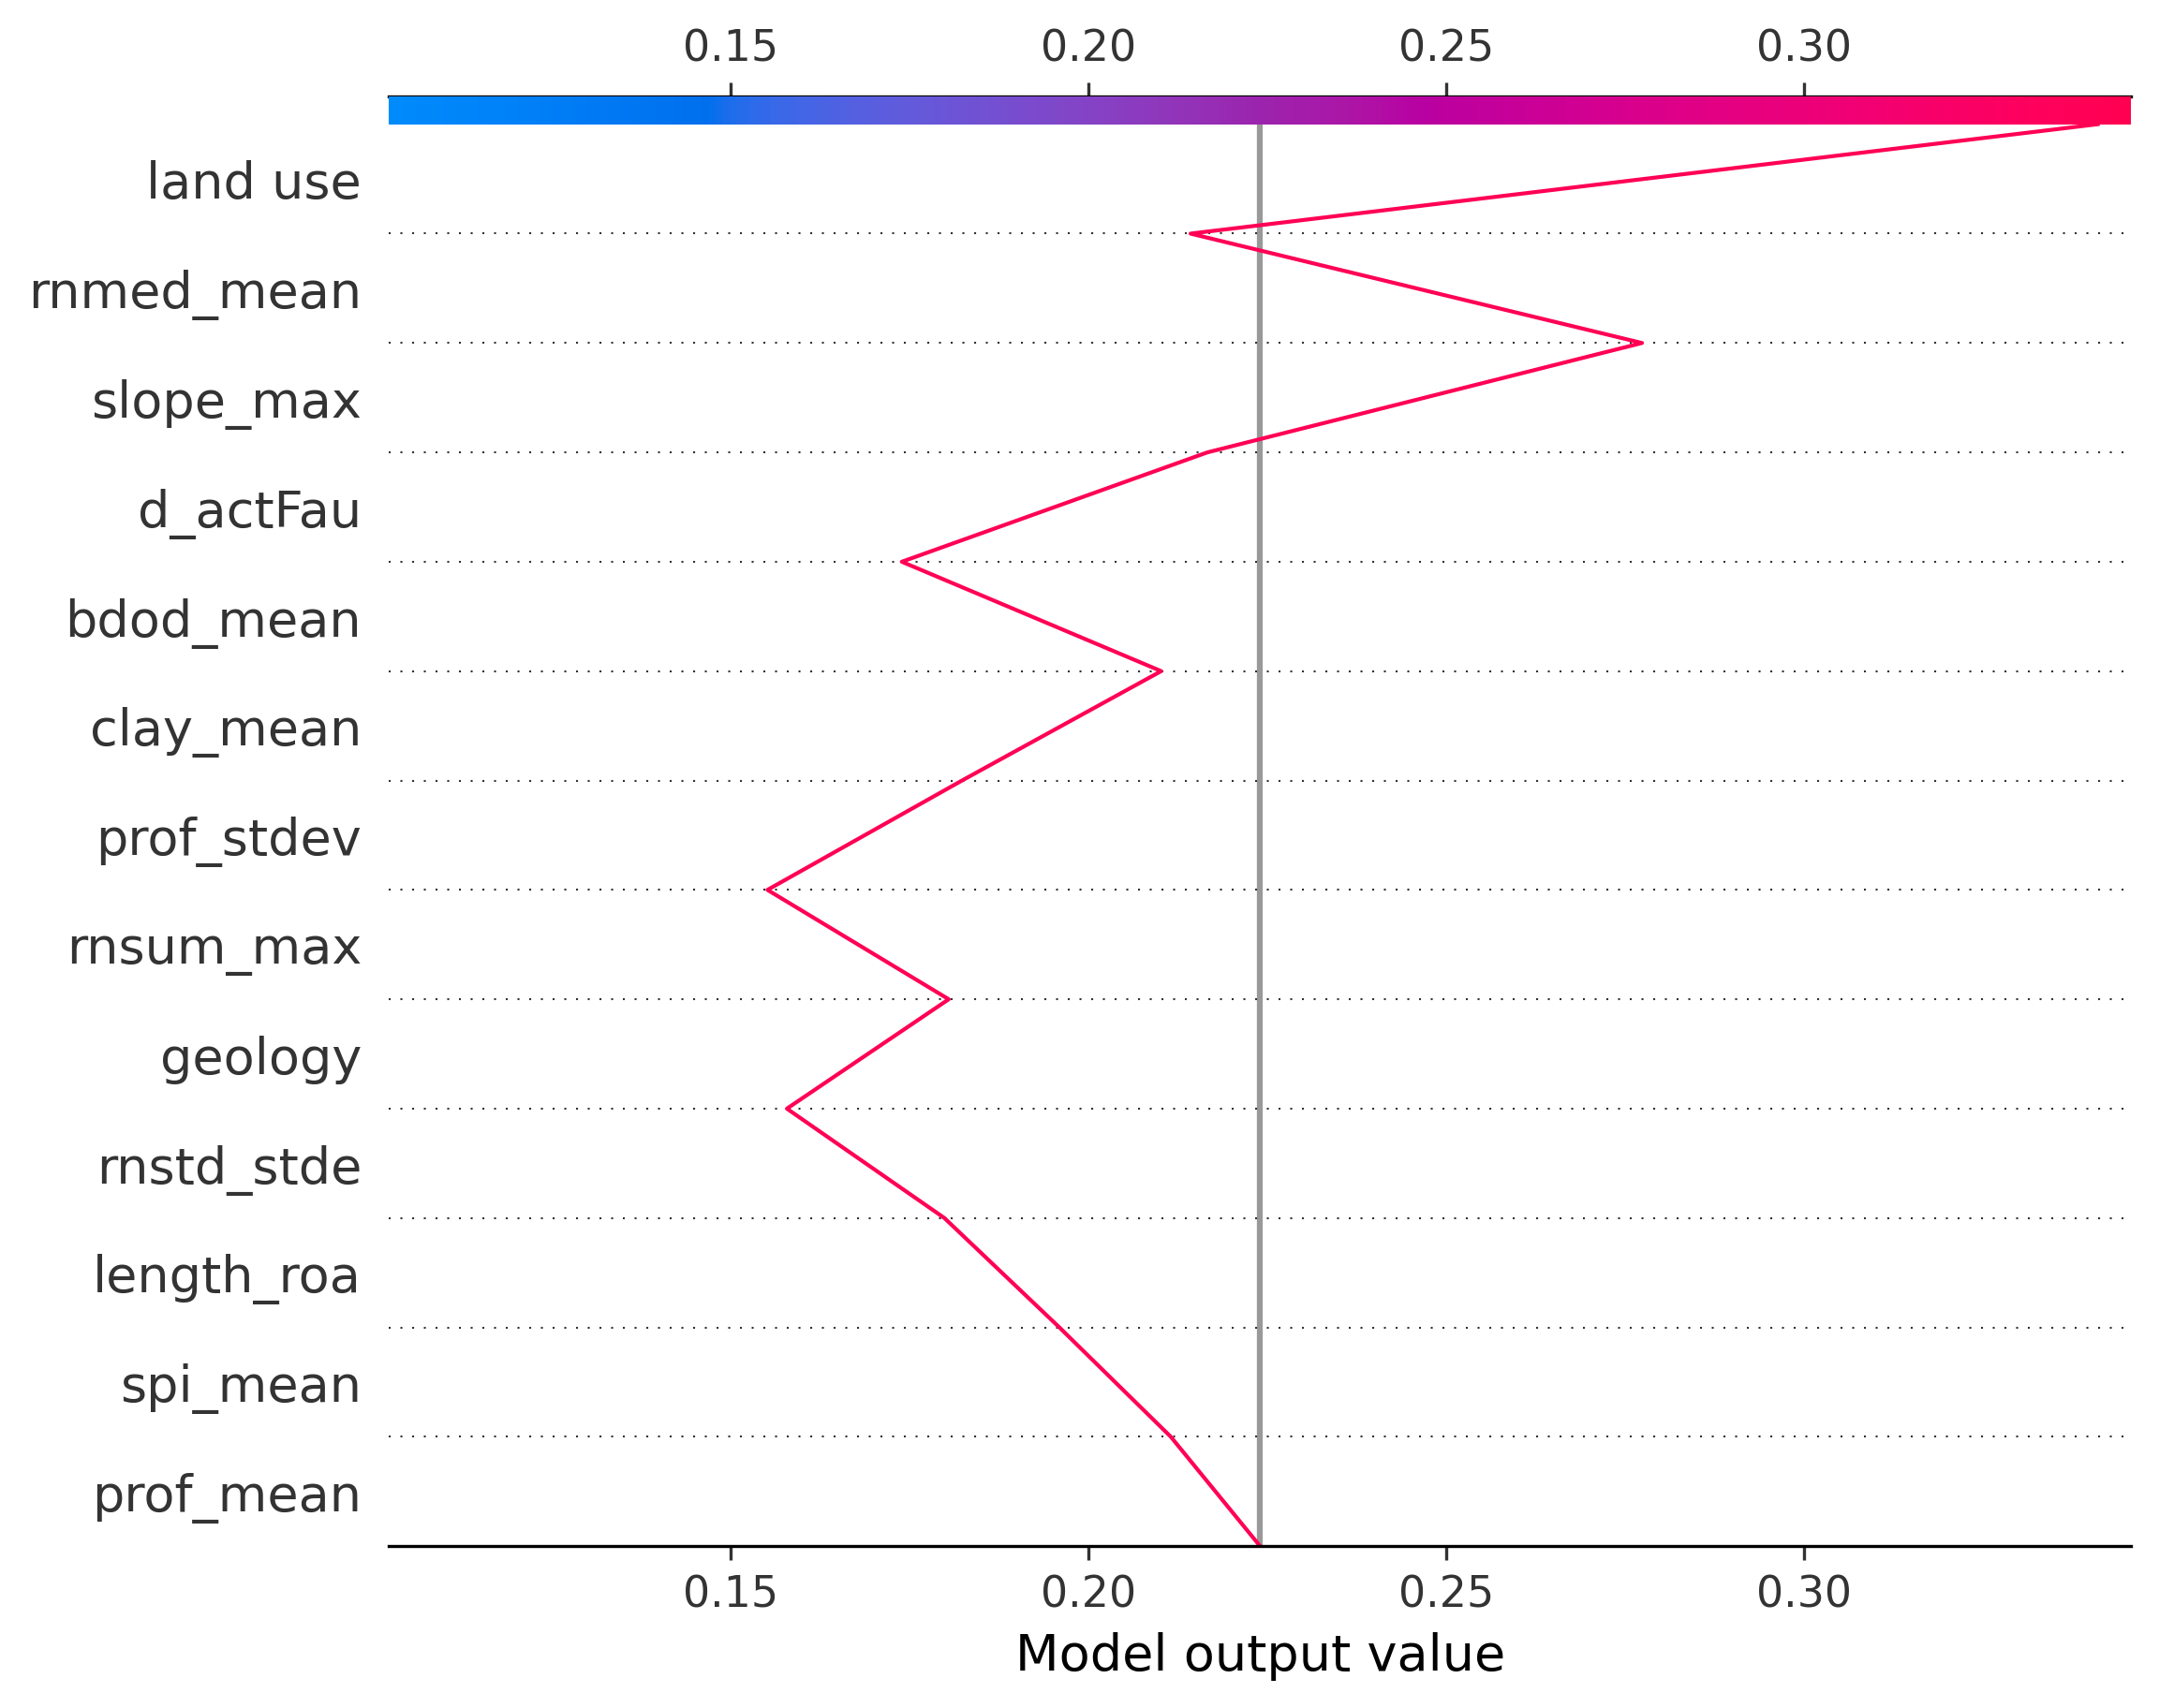 0.15 0.20 0.25 0.30
land use
rnmed_mean
slope_max
d_actFau
bdod_mean
clay_mean
prof_stdev
rnsum_max
geology
rnstd_stde
length_roa
spi_mean
prof_mean
0.15 0.20 0.25 0.30
Model output value